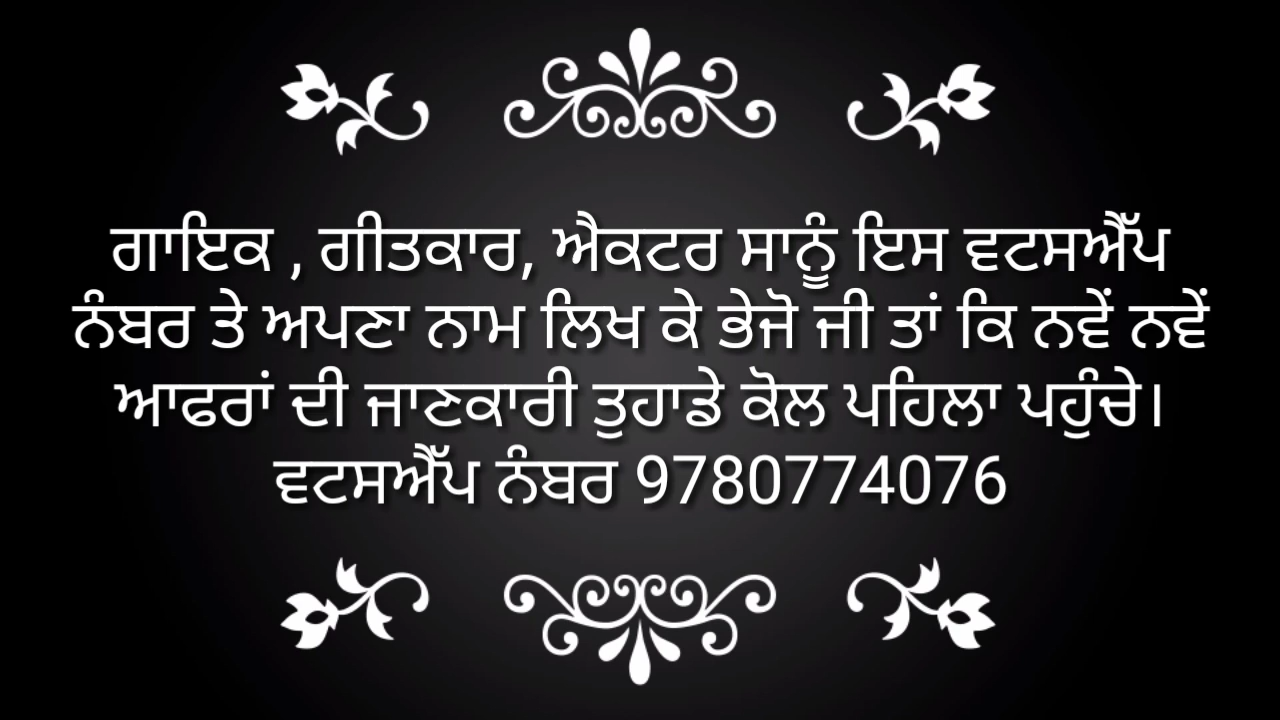 ਗਾਇਕ , ਗੀਤਕਾਰ, ਐਕਟਰ ਸਾਨੂੰ ਇਸ ਵਟਸਐੱਪ
ਨੰਬਰ ਤੇ ਅਪਣਾ ਨਾਮ ਲਿਖ ਕੇ ਭੇਜੋ ਜੀ ਤਾਂ ਕਿ ਨਵੇਂ ਨਵੇਂ
ਆਫਰਾਂ ਦੀ ਜਾਣਕਾਰੀ ਤੁਹਾਡੇ ਕੋਲ ਪਹਿਲਾ ਪਹੁੰਚੇ।
ਵਟਸਐੱਪ ਨੰਬਰ 9780774076